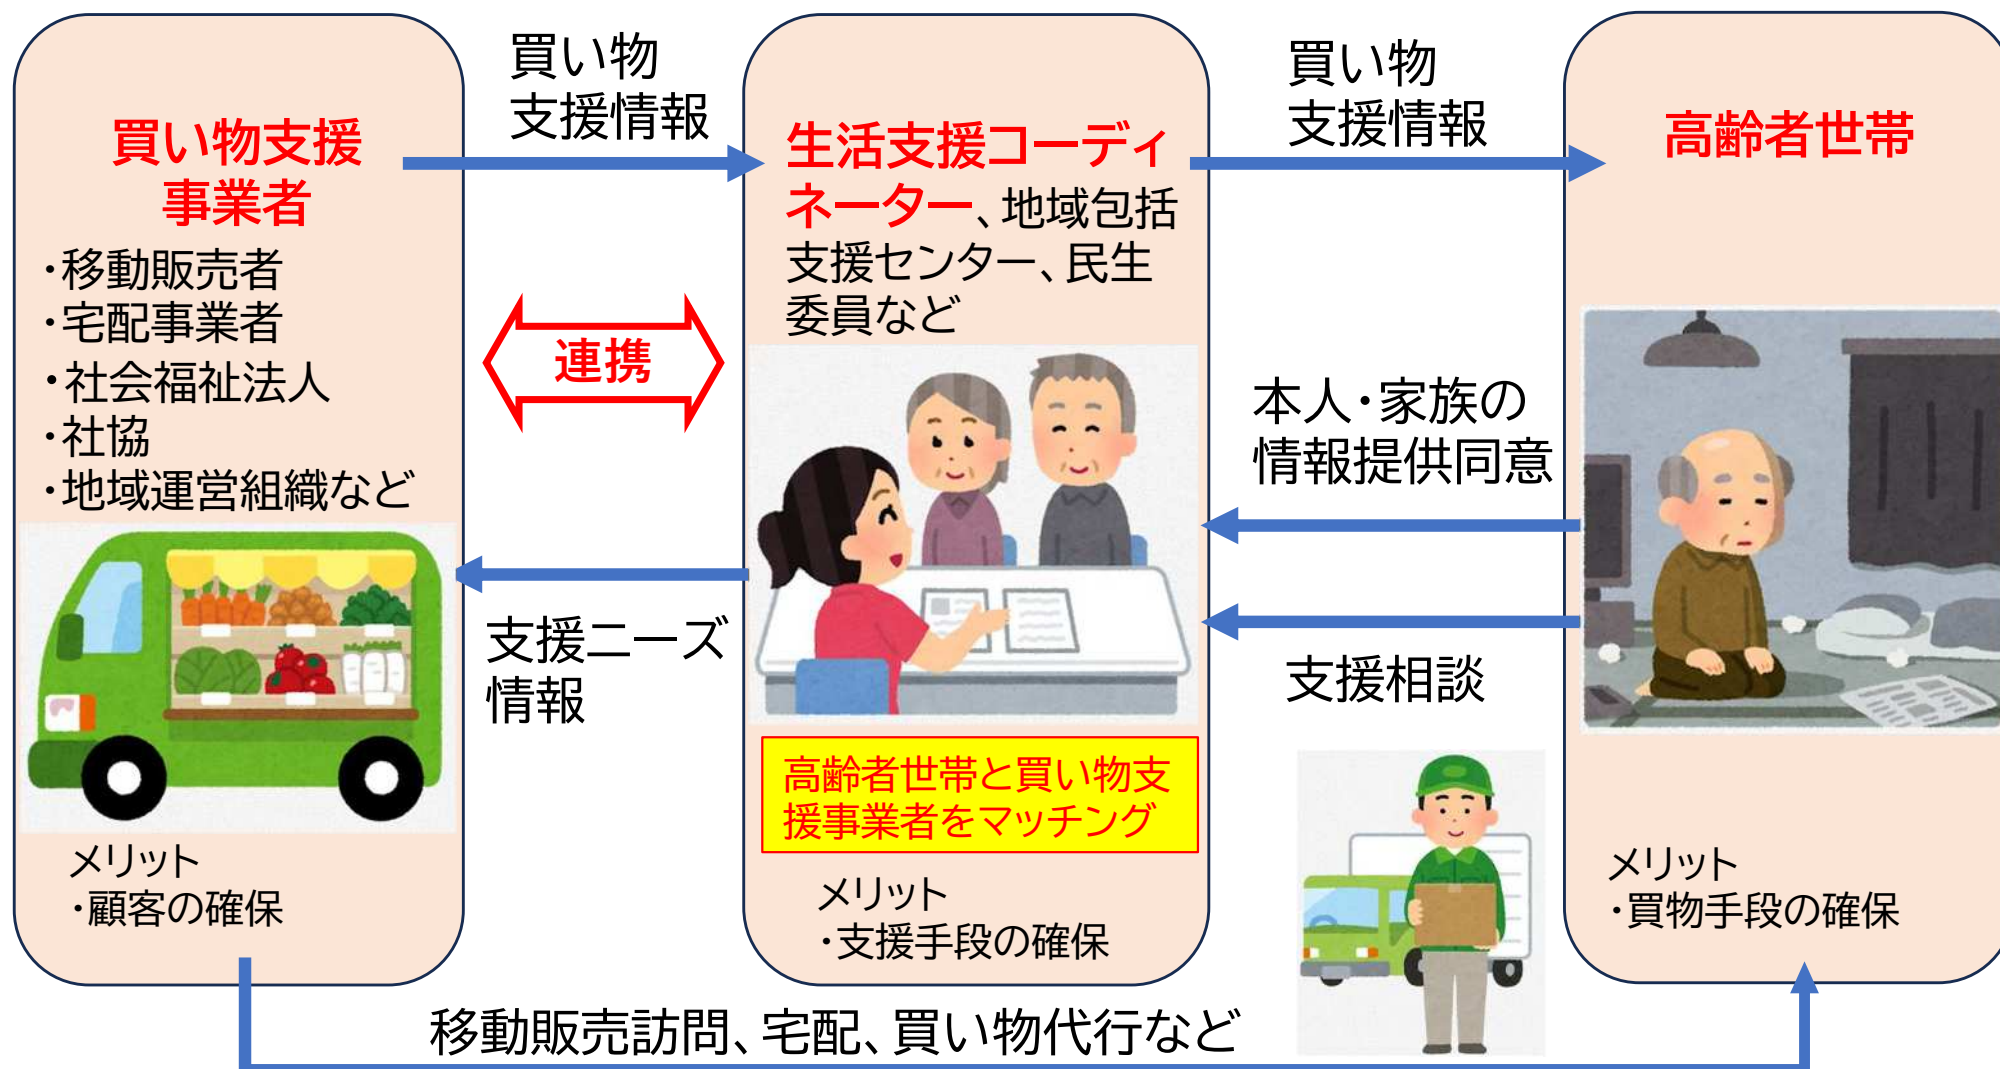 買い物支援
事業者
・移動販売者
・宅配事業者
・社会福祉法人
・社協
・地域運営組織など
メリット
・顧客の確保
買い物
支援情報
連携
支援ニーズ
情報
生活支援コーディ
ネーター、地域包括
支援センター、民生
委員など
高齢者世帯と買い物支
援事業者をマッチング
メリット
・支援手段の確保
買い物
支援情報
本人・家族の
情報提供同意
支援相談
高齢者世帯
メリット
・買物手段の確保
移動販売訪問、宅配、買い物代行など